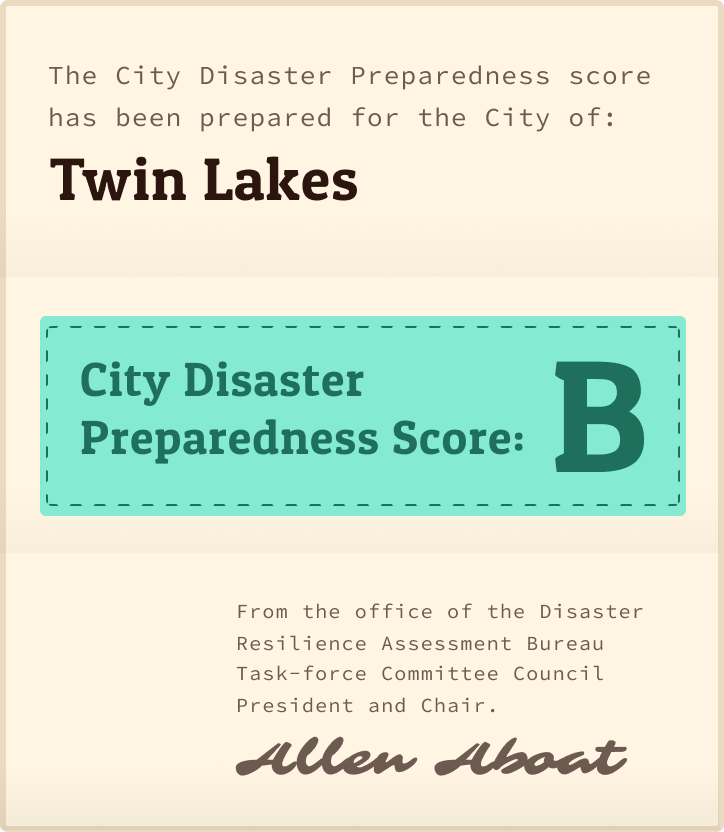 The City Disaster Preparedness score
has been prepared for the City of:
Twin Lakes
City Disaster
Preparedness Score:
B
From the office of the Disaster
Resilience Assessment Bureau
Task-force Committee Council
President and Chair.
Allen Aboat